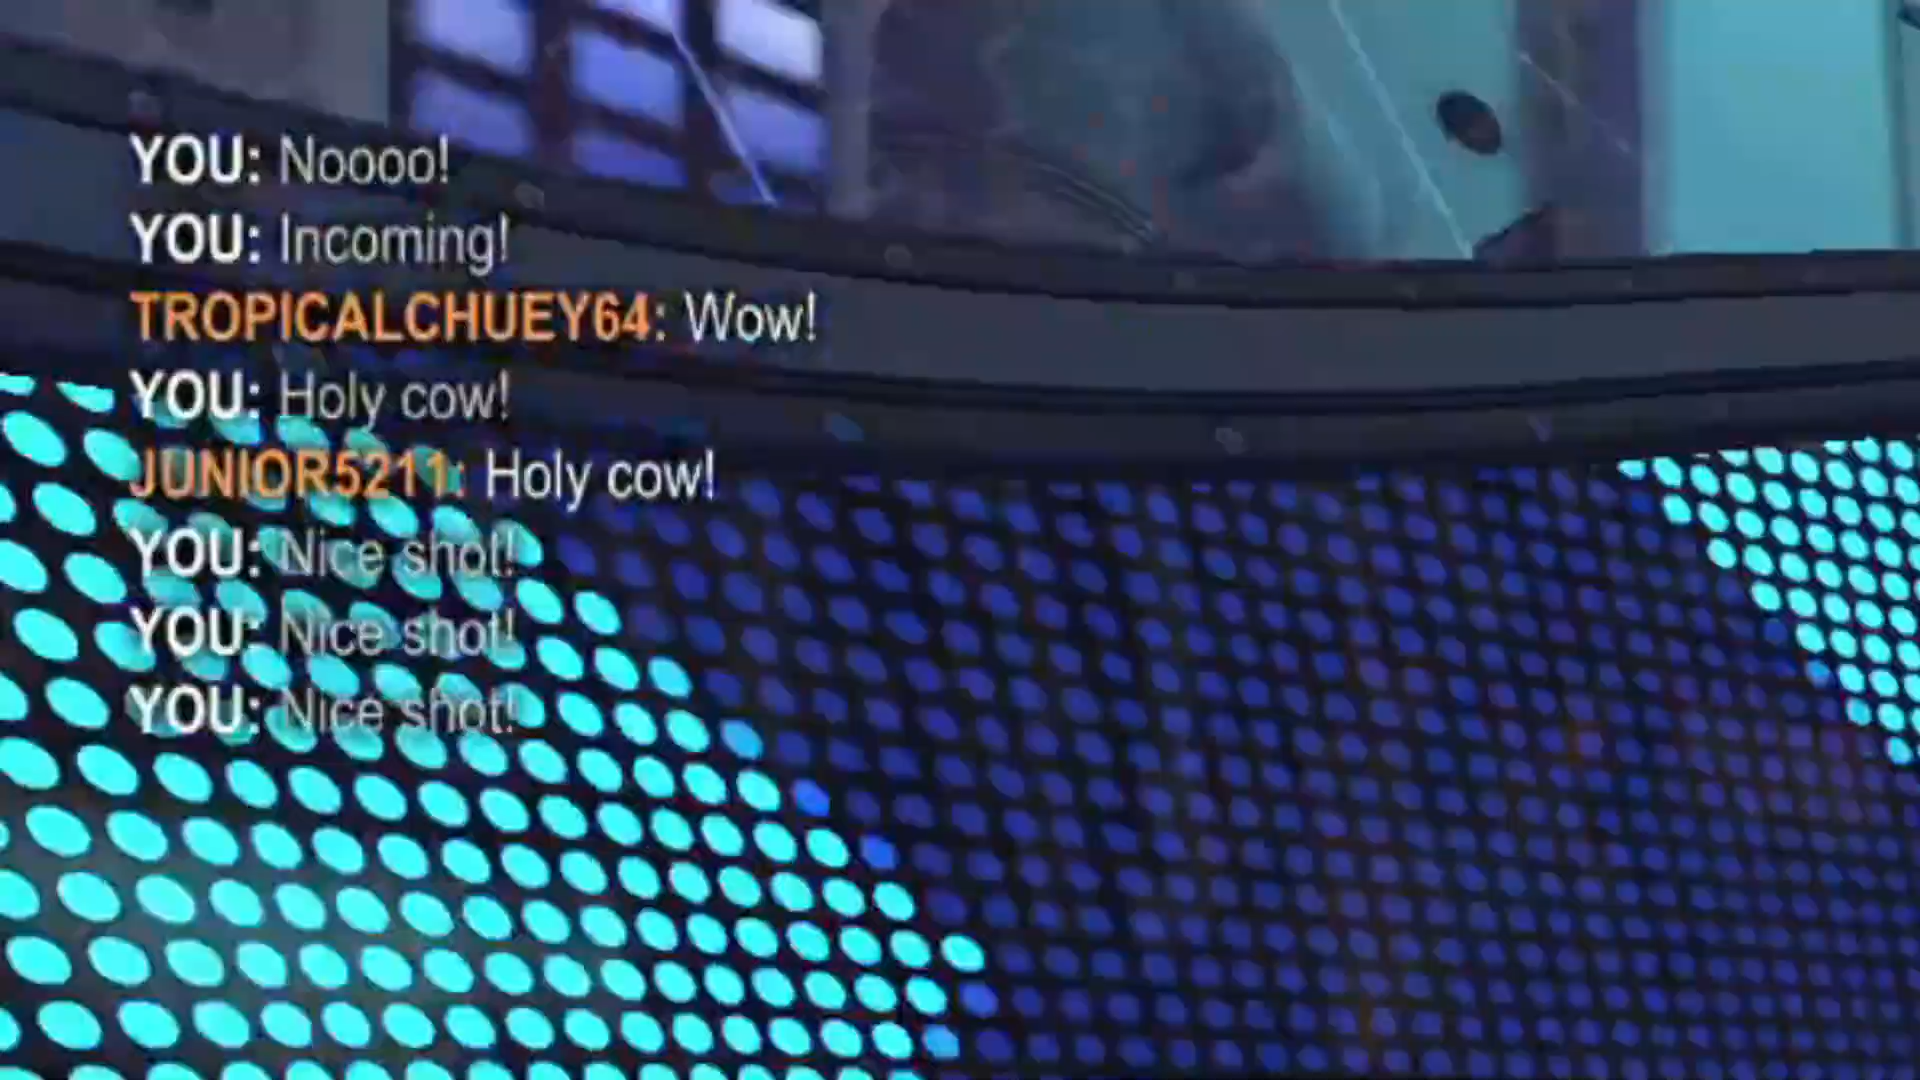 YOU: Noooo!
YOU: Incoming!
TROPICALCHUEY64: Wow!
YOU: Holy cow!
JUNIOR5211: Holy cow!
YOU: Nice shot!
YOU: Nice shot!
YOU: Nice shot!